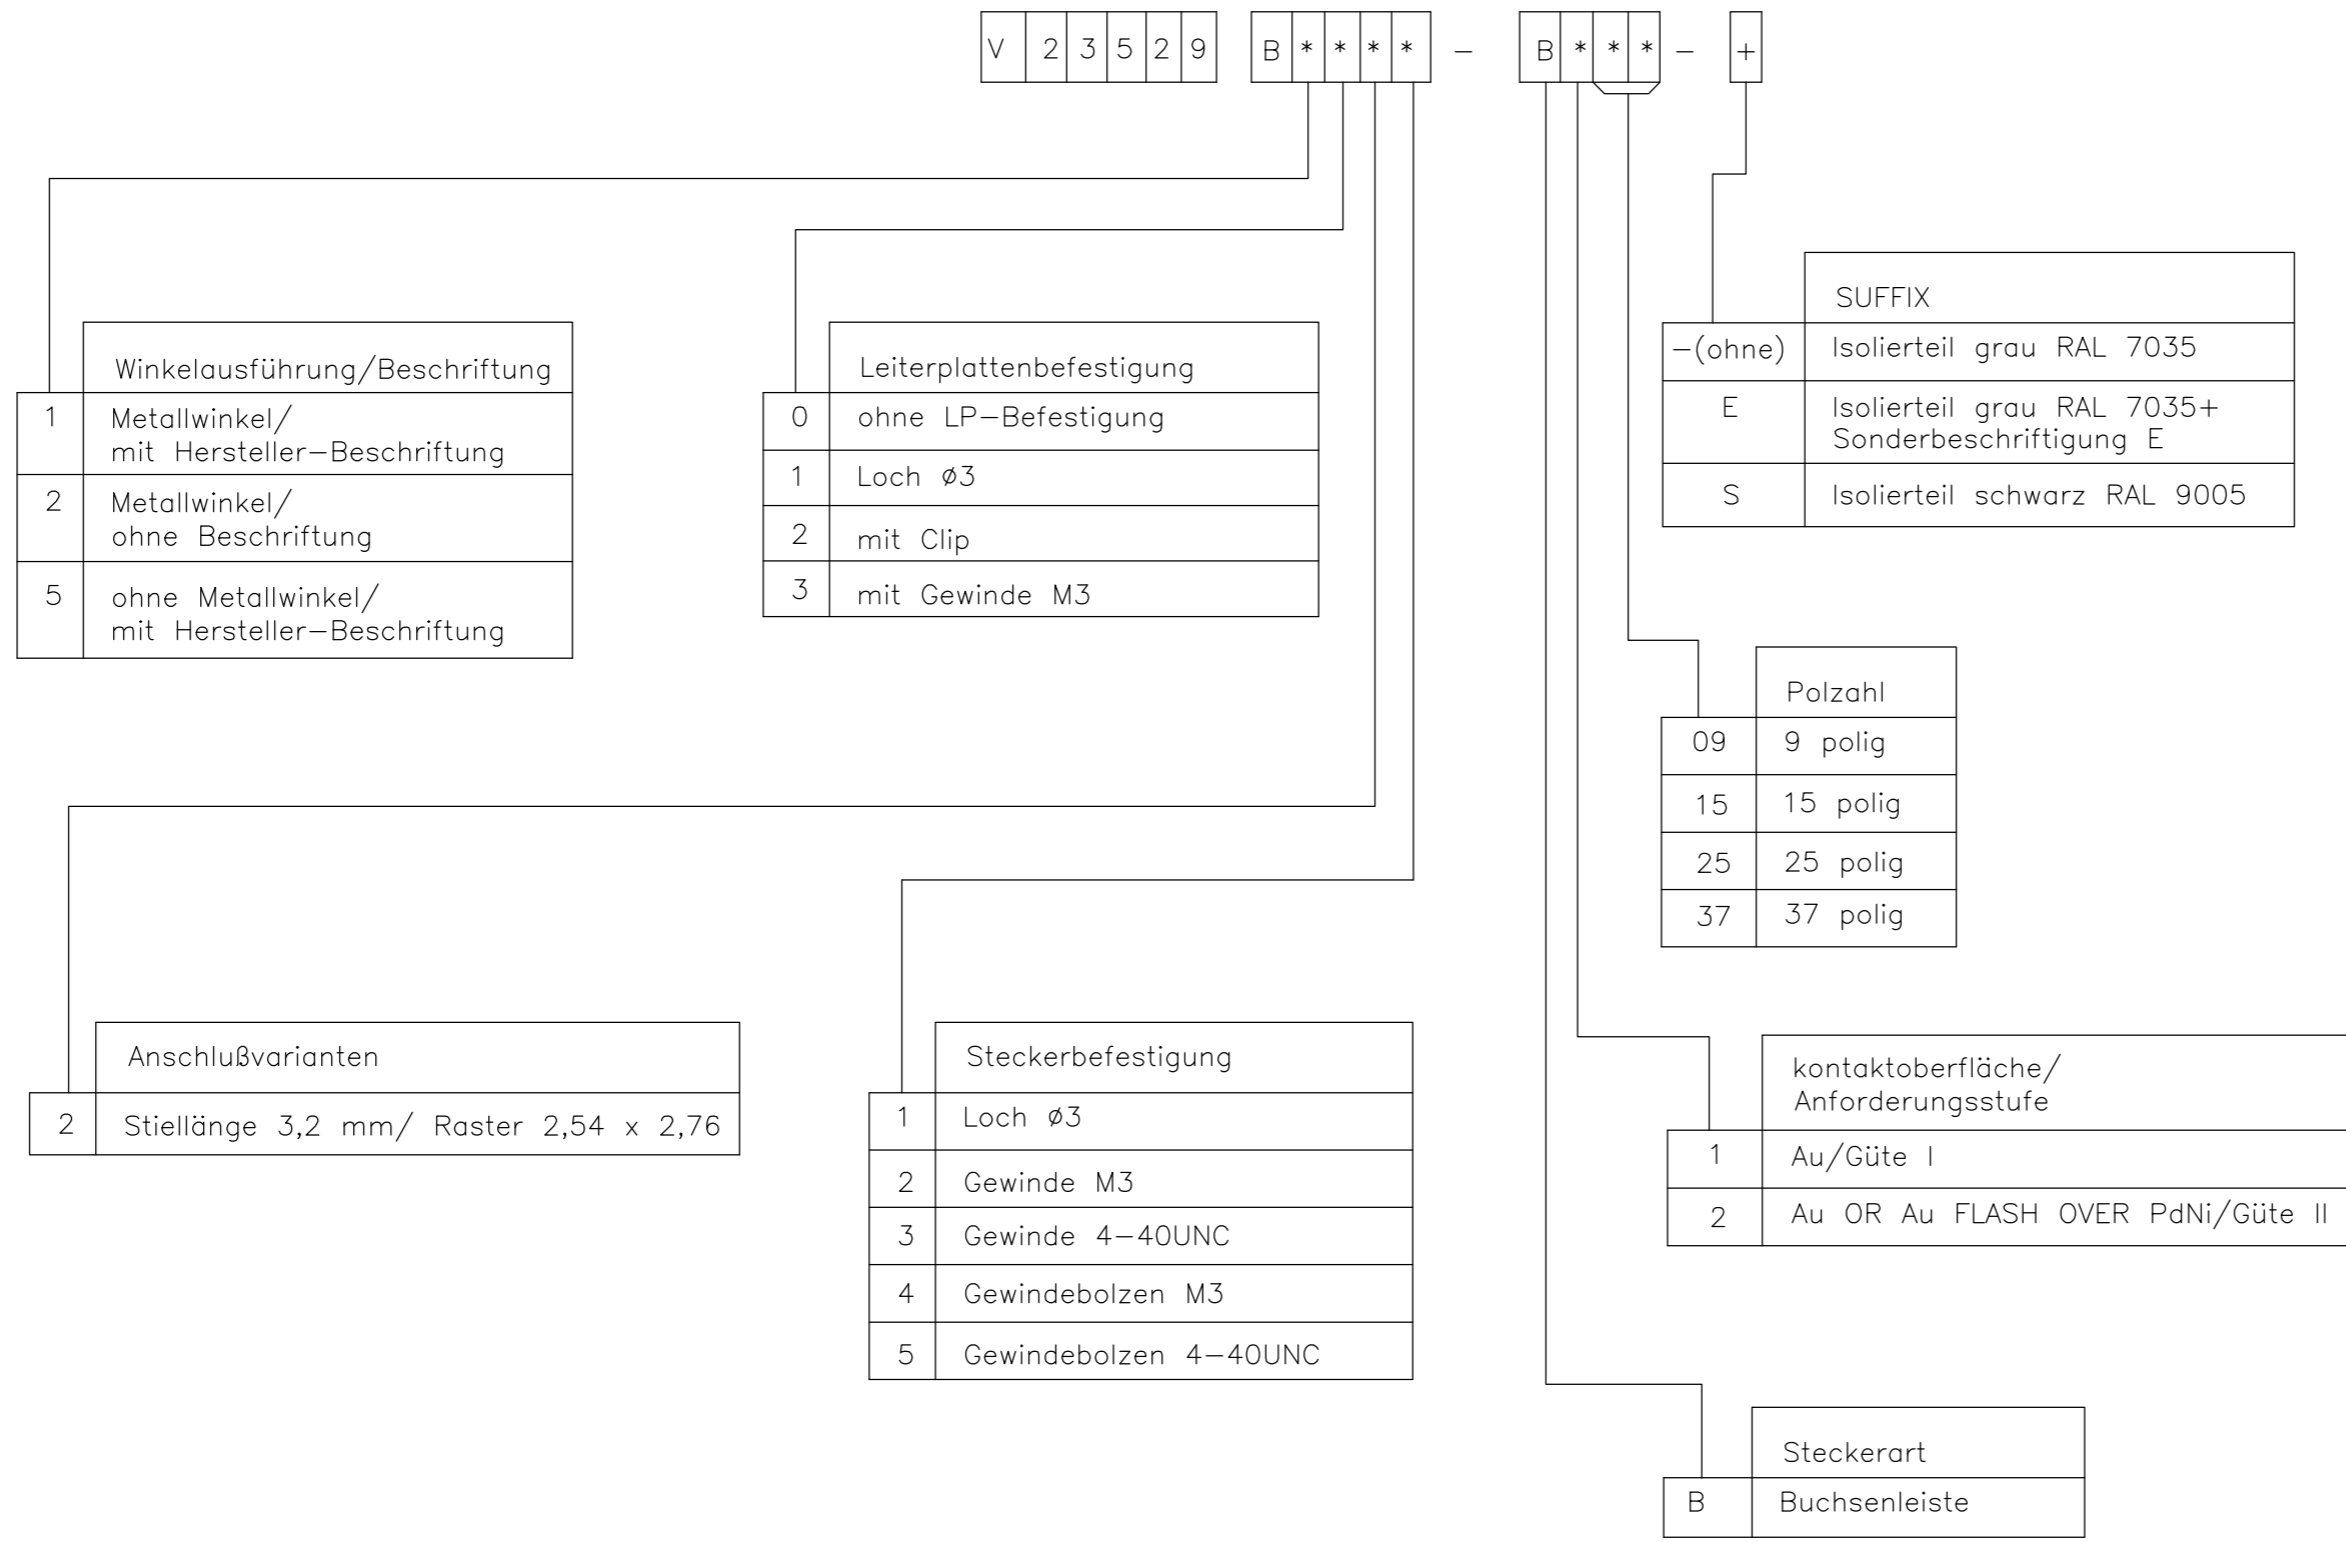 V 2 3 5 2 9 B * * * * - B * * * - +
SUFFIX
-(ohne) Isolierteil grau RAL 7035
E Isolierteil grau RAL 7035+
Sonderbeschriftigung E
S Isolierteil schwarz RAL 9005
Winkelausführung/Beschriftung
1 Metallwinkel/
mit Hersteller-Beschriftung
2 Metallwinkel/
ohne Beschriftung
5 ohne Metallwinkel/
mit Hersteller-Beschriftung
Leiterplattenbefestigung
0 ohne LP-Befestigung
1 Loch ø3
2 mit Clip
3 mit Gewinde M3
Polzahl
09 9 polig
15 15 polig
25 25 polig
37 37 polig
Anschlußvarianten
2 Stiellänge 3,2 mm/ Raster 2,54 x 2,76
Steckerbefestigung
1 Loch ø3
2 Gewinde M3
3 Gewinde 4-40UNC
4 Gewindebolzen M3
5 Gewindebolzen 4-40UNC
kontaktoberfläche/
Anforderungsstufe
1 Au/Güte I
2 Au OR Au FLASH OVER PdNi/Güte II
Steckerart
B Buchsenleiste